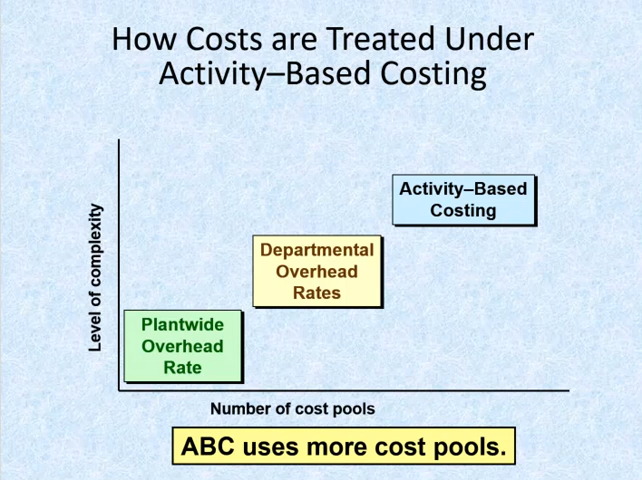 How Costs are Treated Under
Activity–Based Costing
Level of complexity
Activity–Based
Costing
Departmental
Overhead
Rates
Plantwide
Overhead
Rate
Number of cost pools
ABC uses more cost pools.